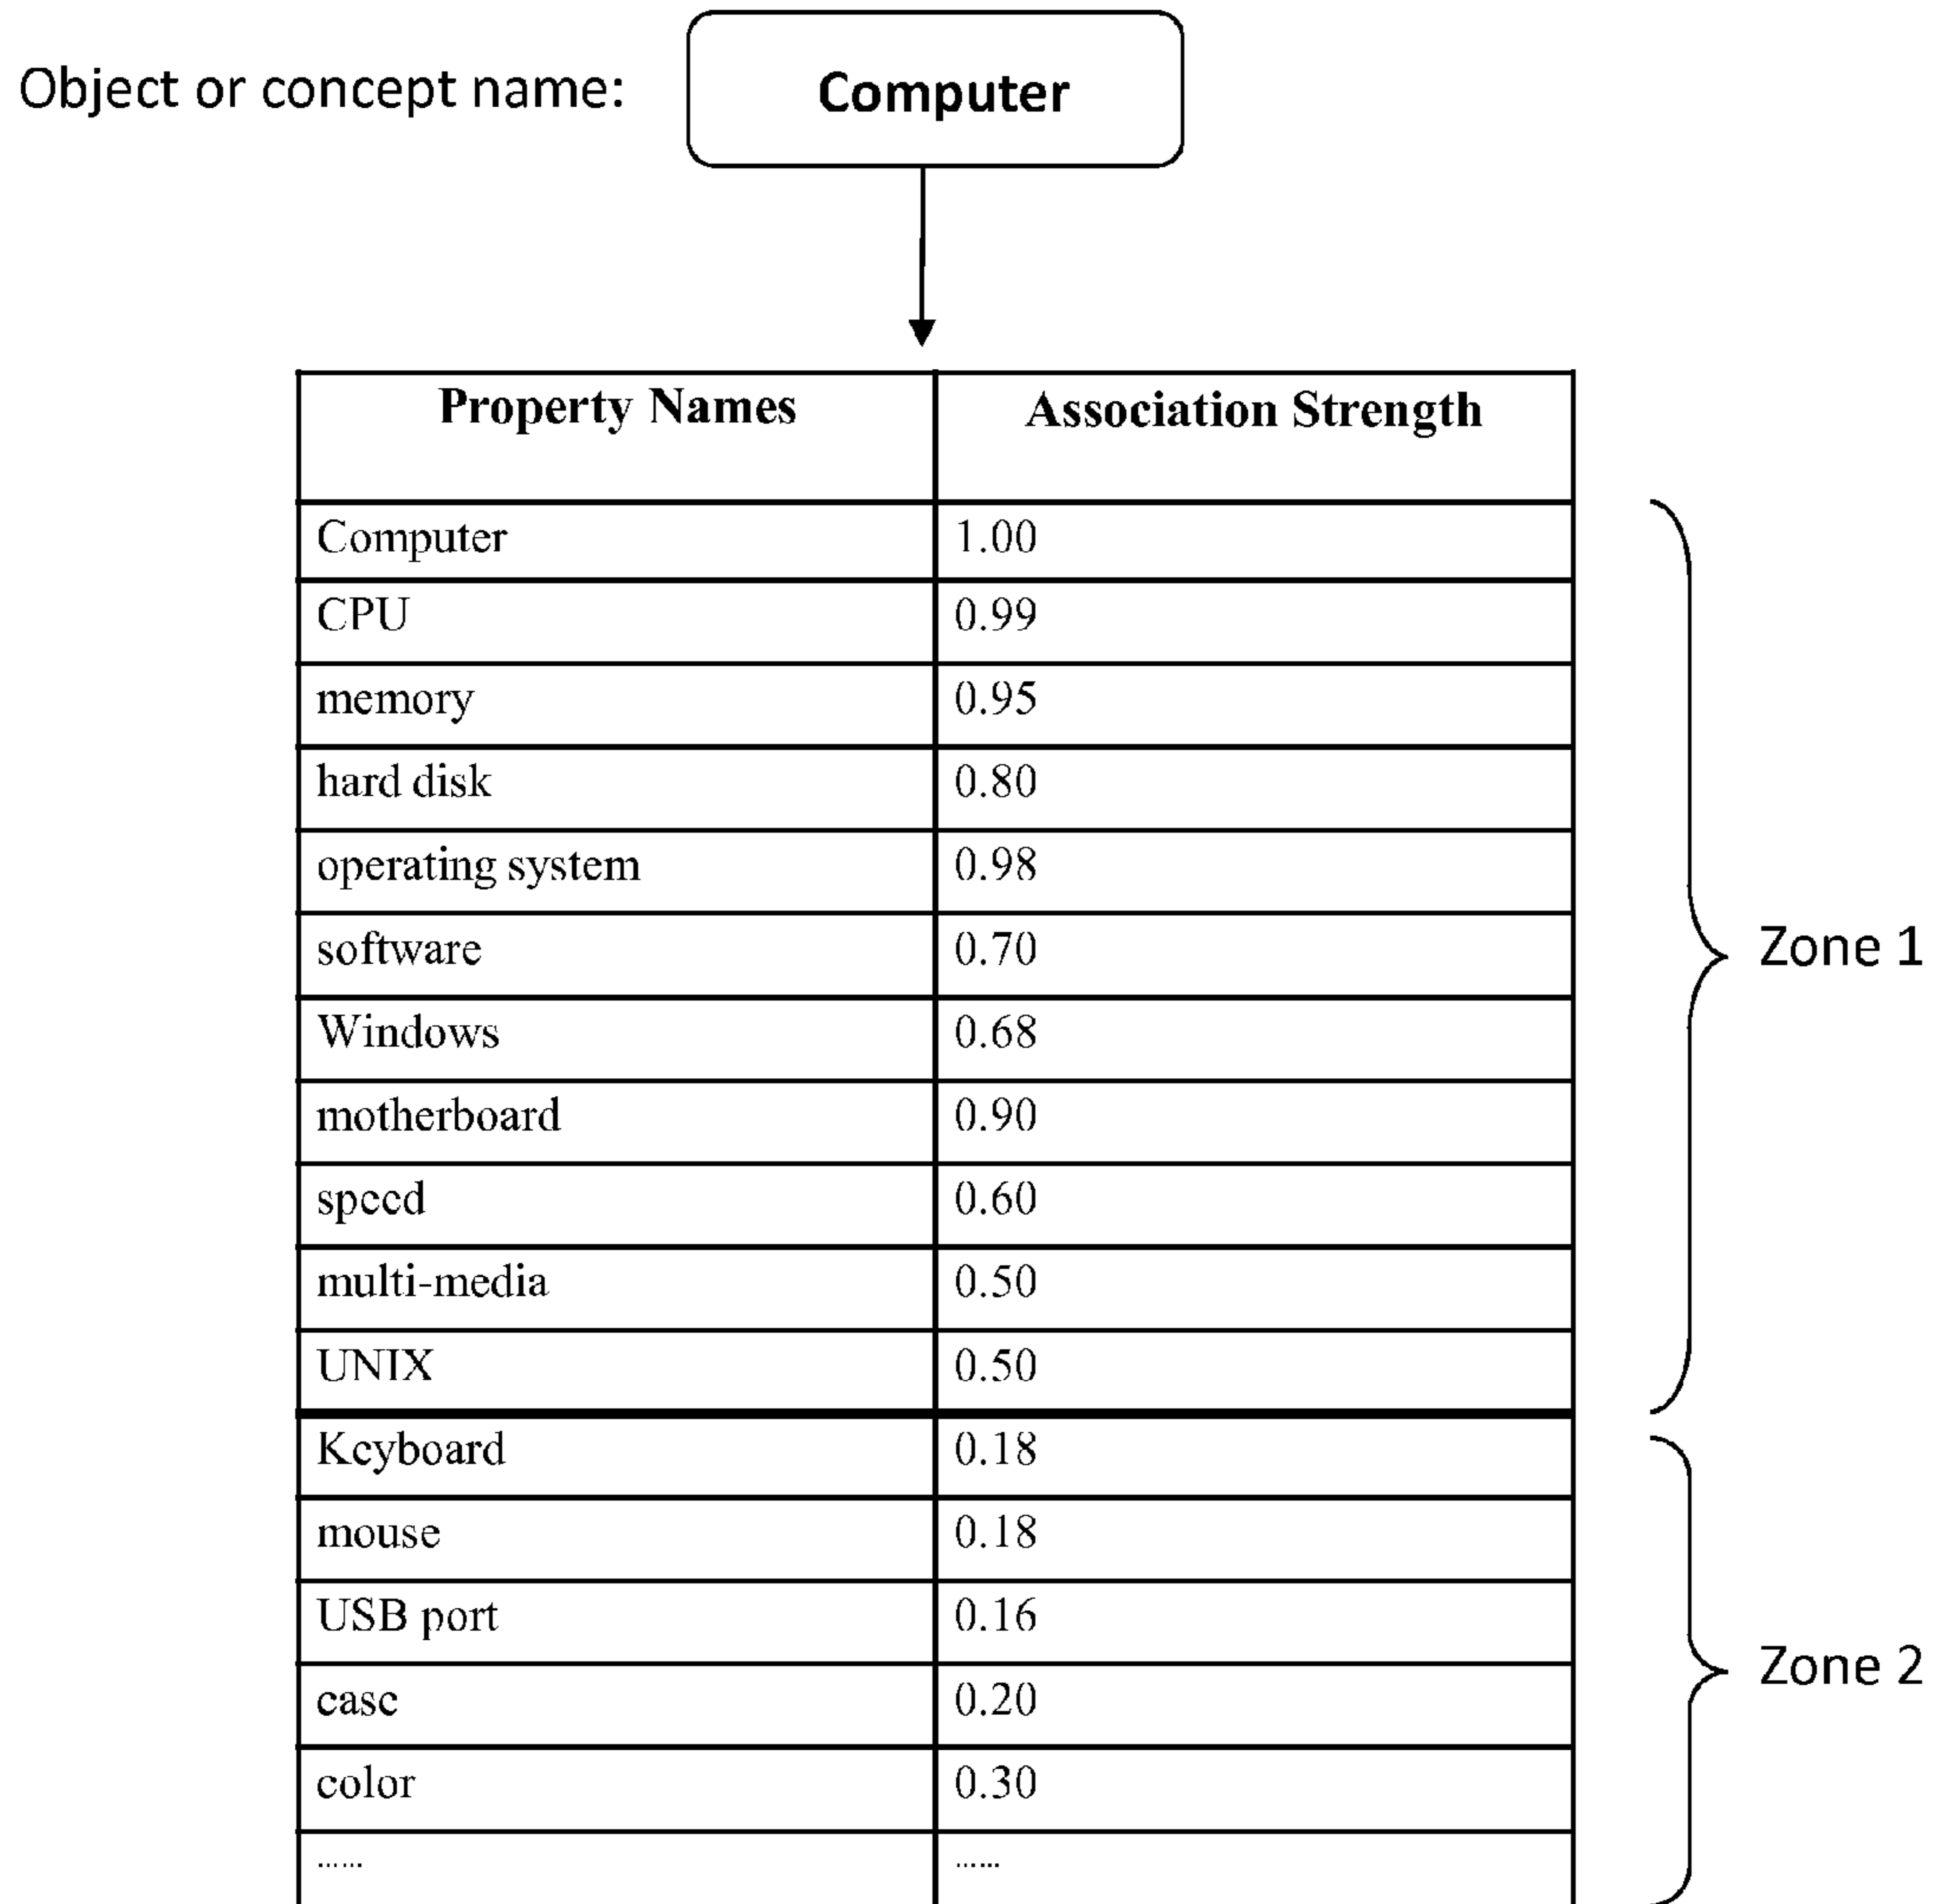 Object or concept name:
Computer
Property Names Association Strength
Computer 1.00
CPU 0.99
memory 0.95
hard disk 0.80
operating system 0.98
software 0.70
Windows 0.68
motherboard 0.90
speed 0.60
multi-media 0.50
UNIX 0.50
Zone 1
Keyboard 0.18
mouse 0.18
USB port 0.16
case 0.20
color 0.30
...... ......
Zone 2